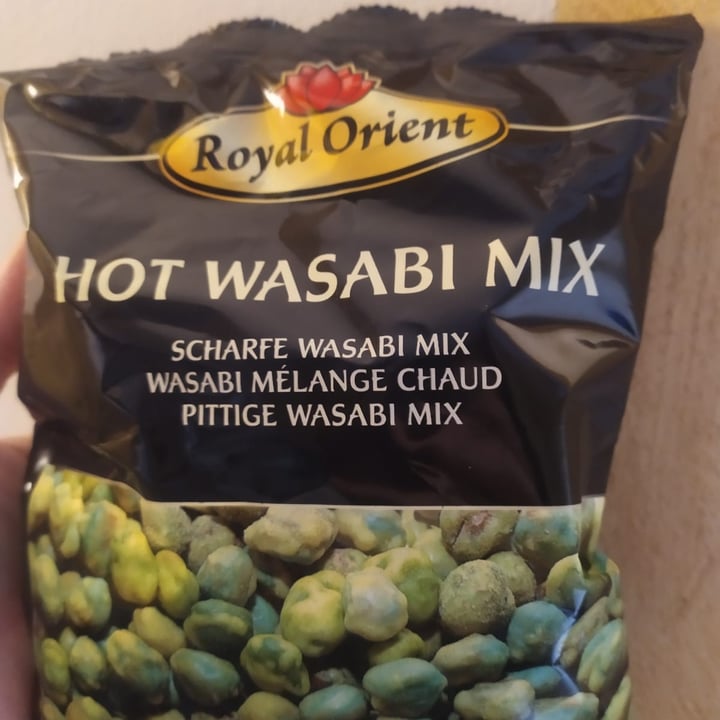 Royal Orient
HOT WASABI MIX
SCHARFE WASABI MIX
WASABI MÉLANGE CHAUD
PITTIGE WASABI MIX